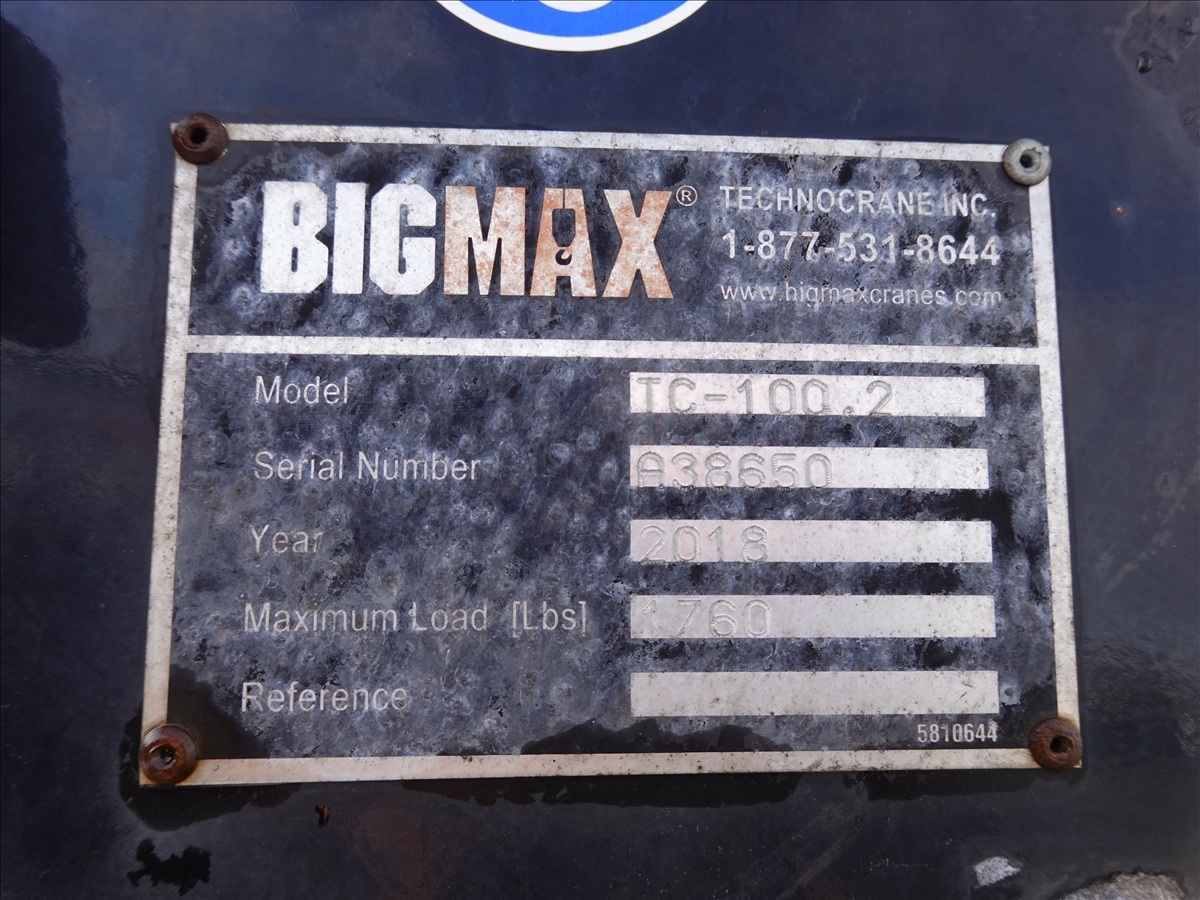 BIGMAX®
TECHNOCRANE INC.
1-877-531-8644
www.bigmaxcranes.com
Model TC-100.2
Serial Number A38650
Year 2018
Maximum Load [Lbs] 1760
Reference
5810644